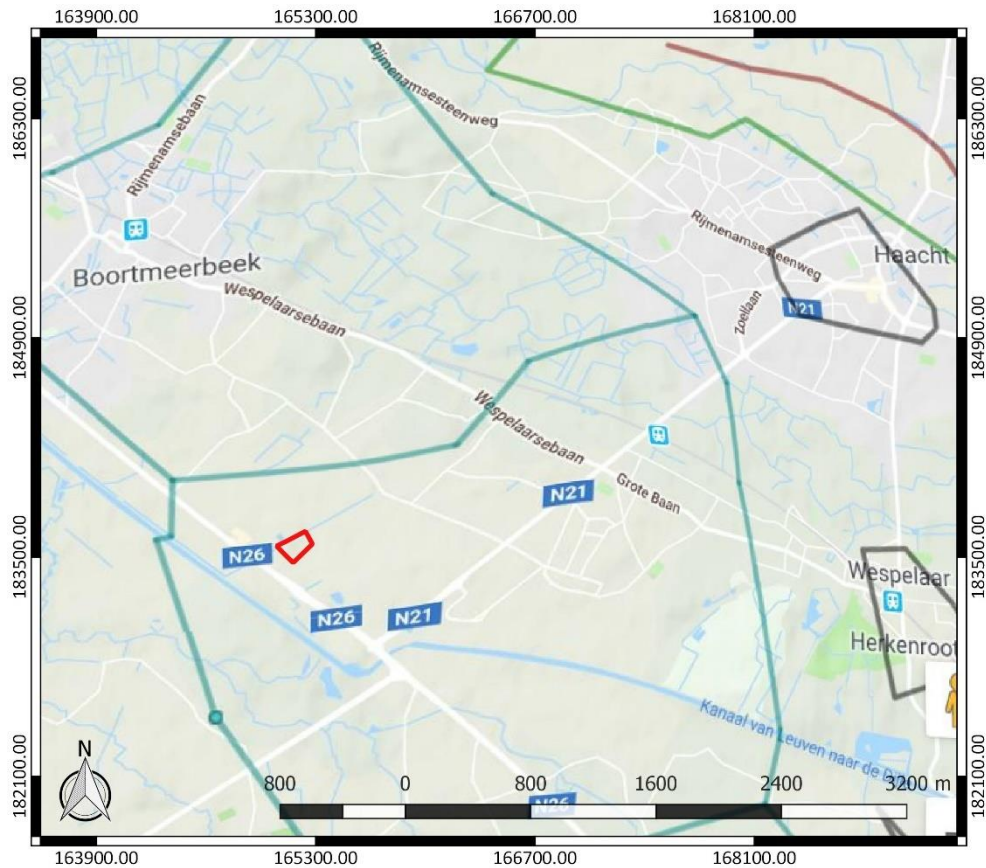 163900.00 165300.00 166700.00 168100.00
186300.00
186300.00
Rijmenamsesteenweg
Rijmenamsebaan
Rijmenamsesteenweg
Haacht
Boortmeerbeek
Wespelaarsebaan
Zoellaan
N21
184900.00
184900.00
Wespelaarsebaan
Grote Baan
N21
183500.00
183500.00
N26
Wespelaar
N26
N21
Herkenroot
Kanaal van Leuven naar de D
N
182100.00
182100.00
800 0 800 1600 2400 3200 m
N26
163900.00 165300.00 166700.00 168100.00